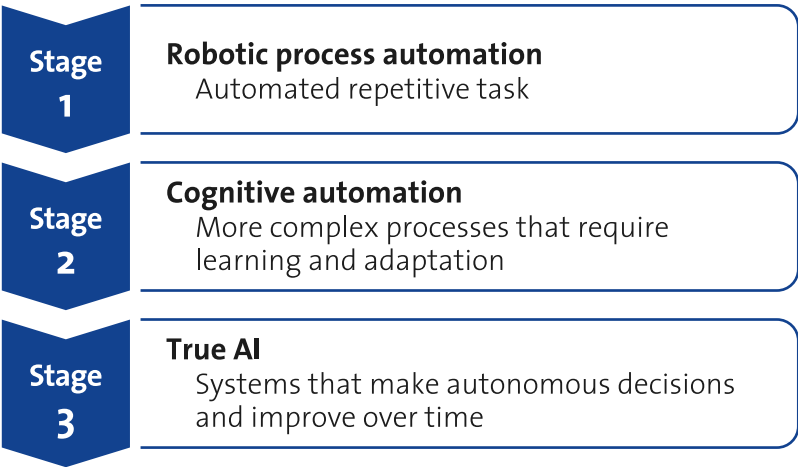 Stage
1
Robotic process automation
Automated repetitive task
Stage
2
Cognitive automation
More complex processes that require
learning and adaptation
Stage
3
True AI
Systems that make autonomous decisions
and improve over time